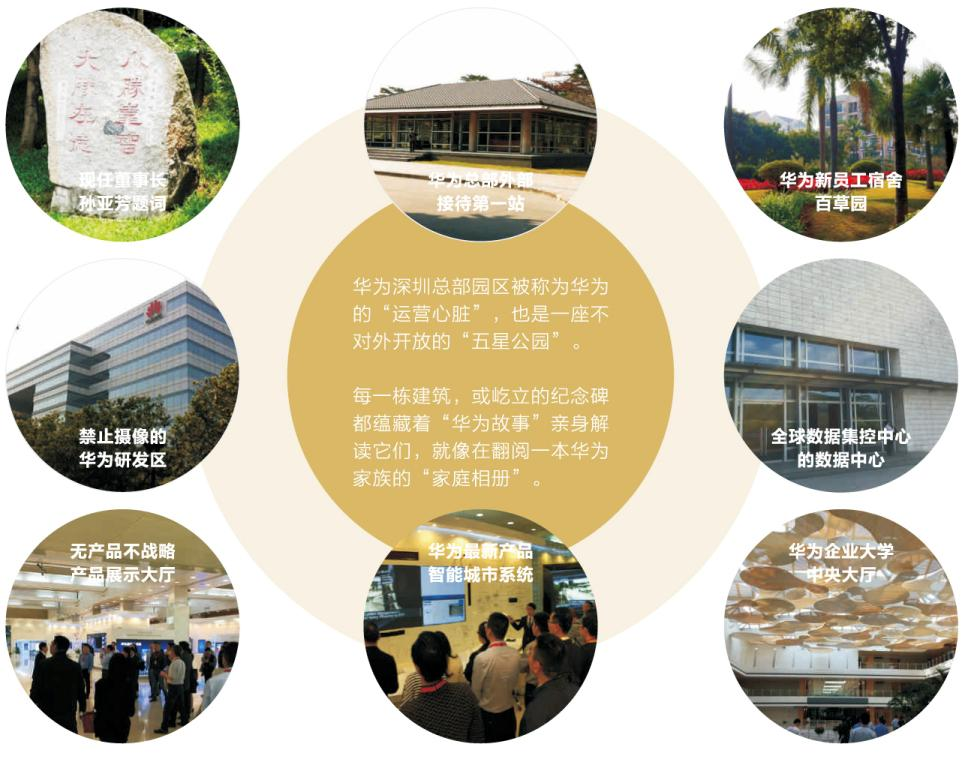 现任董事长
孙亚芳题词
华为总部外部
接待第一站
华为新员工宿舍
百草园
华为深圳总部园区被称为华为
的“运营心脏”，也是一座不
对外开放的“五星公园”。
每一栋建筑，或屹立的纪念碑
都蕴藏着“华为故事”亲身解
读它们，就像在翻阅一本华为
家族的“家庭相册”。
禁止摄像的
华为研发区
全球数据集控中心
的数据中心
无产品不战略
产品展示大厅
华为最新产品
智能城市系统
华为企业大学
中央大厅